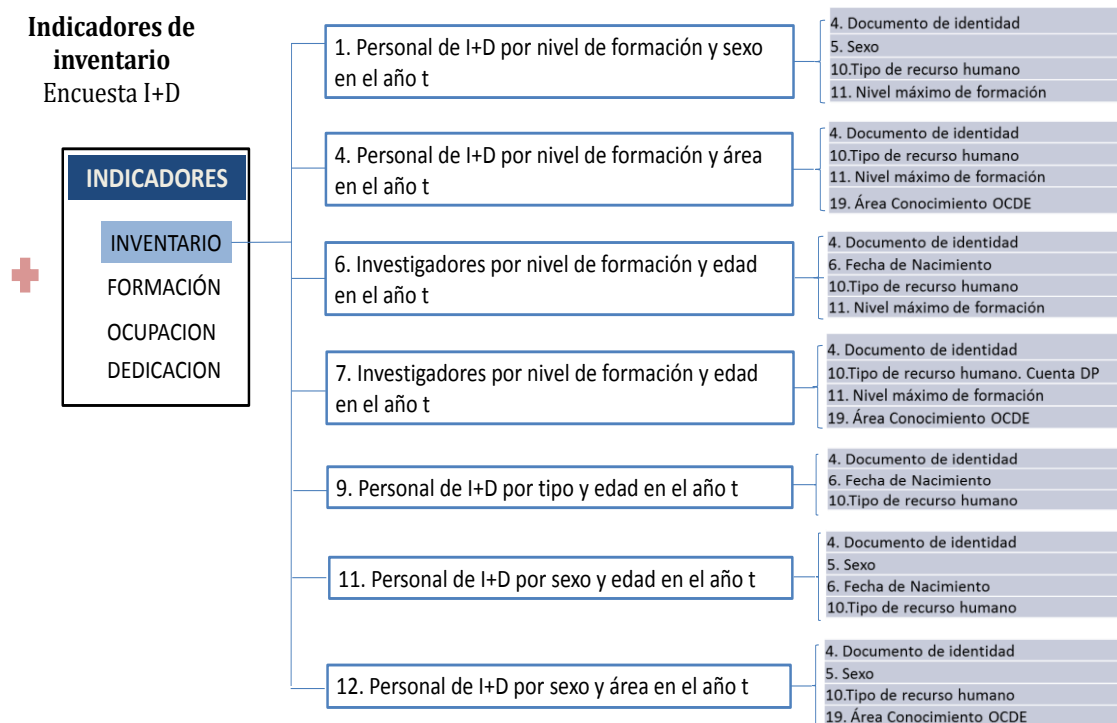 Indicadores de
inventario
Encuesta I+D
INDICADORES
INVENTARIO
FORMACIÓN
OCUPACION
DEDICACION
1. Personal de I+D por nivel de formación y sexo
en el año t
4. Documento de identidad
5. Sexo
10.Tipo de recurso humano
11. Nivel máximo de formación
4. Personal de I+D por nivel de formación y área
en el año t
4. Documento de identidad
10.Tipo de recurso humano
11. Nivel máximo de formación
19. Área Conocimiento OCDE
6. Investigadores por nivel de formación y edad
en el año t
4. Documento de identidad
6. Fecha de Nacimiento
10.Tipo de recurso humano
11. Nivel máximo de formación
7. Investigadores por nivel de formación y edad
en el año t
4. Documento de identidad
10.Tipo de recurso humano. Cuenta DP
11. Nivel máximo de formación
19. Área Conocimiento OCDE
9. Personal de I+D por tipo y edad en el año t
4. Documento de identidad
6. Fecha de Nacimiento
10.Tipo de recurso humano
11. Personal de I+D por sexo y edad en el año t
4. Documento de identidad
5. Sexo
6. Fecha de Nacimiento
10.Tipo de recurso humano
12. Personal de I+D por sexo y área en el año t
4. Documento de identidad
5. Sexo
10.Tipo de recurso humano
19. Área Conocimiento OCDE